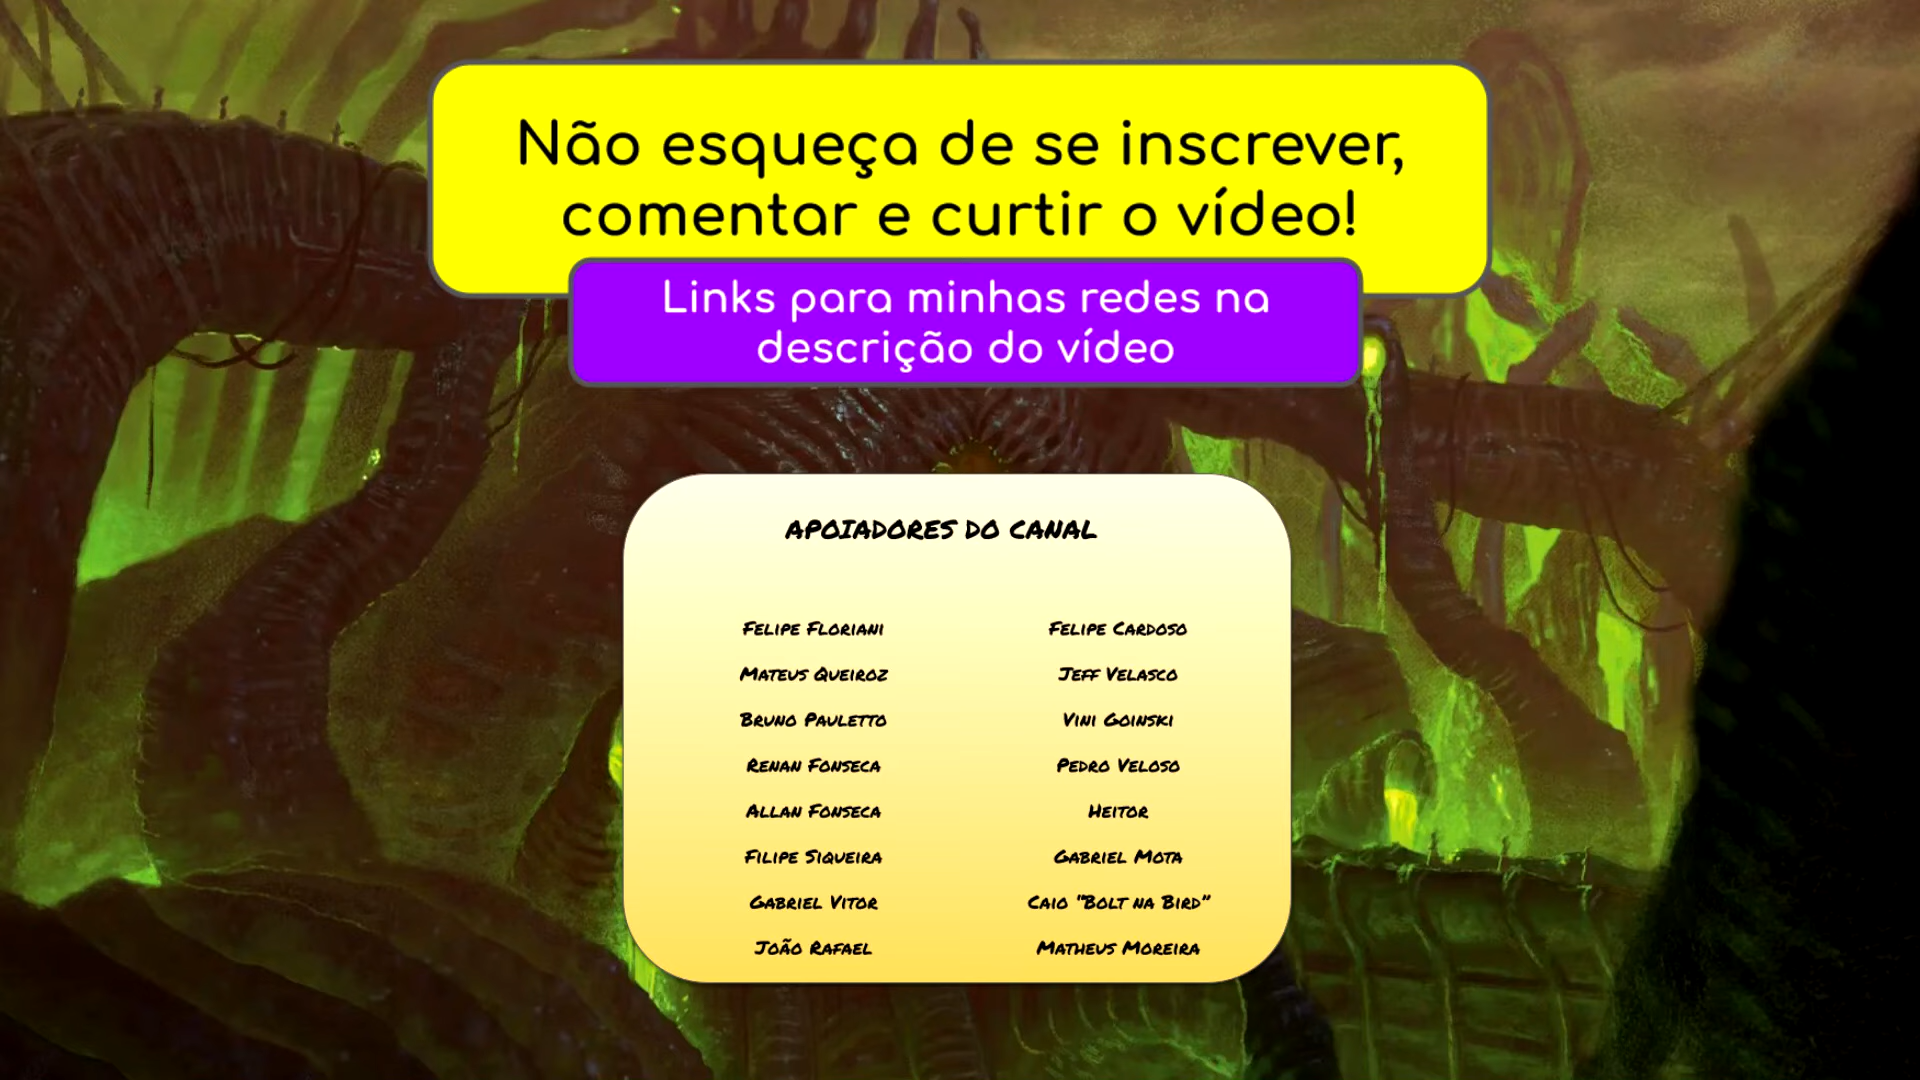 Não esqueça de se inscrever,
comentar e curtir o vídeo!
Links para minhas redes na
descrição do vídeo
APOIADORES DO CANAL
FELIPE FLORIANI
MATEUS QUEIROZ
BRUNO PAULETTO
RENAN FONSECA
ALLAN FONSECA
FILIPE SIQUEIRA
GABRIEL VITOR
JOÃO RAFAEL
FELIPE CARDOSO
JEFF VELASCO
VINI GOINSKI
PEDRO VELOSO
HEITOR
GABRIEL MOTA
CAIO “BOLT NA BIRD”
MATHEUS MOREIRA